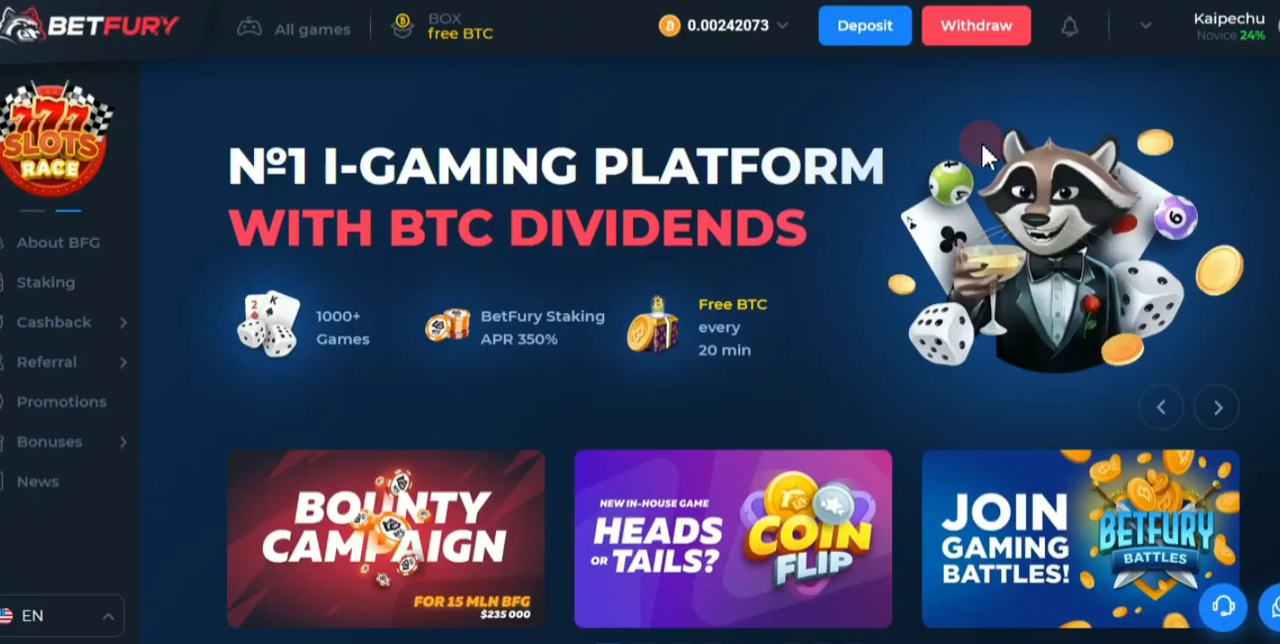 BETFURY
All games
BOX
free BTC
0.00242073
Deposit
Withdraw
Kaipechu
Novice 24%
777
SLOTS
RACE
About BFG
Staking
Cashback
Referral
Promotions
Bonuses
News
EN
Nº1 I-GAMING PLATFORM
WITH BTC DIVIDENDS
1000+
Games
BetFury Staking
APR 350%
Free BTC
every
20 min
BOUNTY
CAMPAIGN
FOR 15 MLN BFG
$235 000
NEW IN-HOUSE GAME
HEADS
OR TAILS?
COIN
FLIP
JOIN
GAMING
BATTLES!
BETFURY
BATTLES